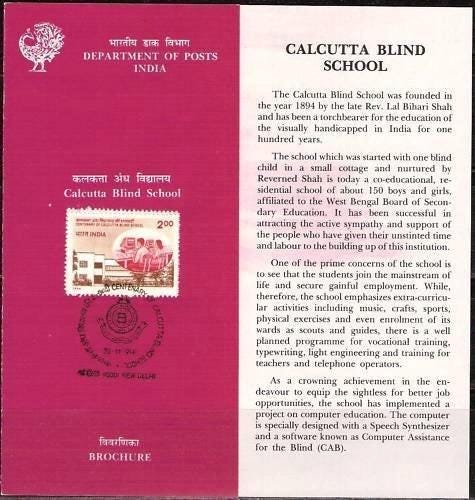 भारतीय डाक विभाग
DEPARTMENT OF POSTS
INDIA
कलकत्ता अंध विद्यालय
Calcutta Blind School
CENTENARY OF CALCUTTA BLIND SCHOOL
2.00
भारत INDIA
CENTENARY OF CALCUTTA BLIND SCHOOL
NEW DELHI
विवरणिका
BROCHURE
CALCUTTA BLIND
SCHOOL
The Calcutta Blind School was founded in
the year 1894 by the late Rev. Lal Bihari Shah
and has been a torchbearer for the education of
the visually handicapped in India for one
hundred years.
The school which was started with one blind
child in a small cottage and nurtured by
Reverned Shah is today a co-educational, re-
sidential school of about 150 boys and girls,
affiliated to the West Bengal Board of Secon-
dary Education. It has been successful in
attracting the active sympathy and support of
the people who have given their unstinted time
and labour to the building up of this institution.
One of the prime concerns of the school is
to see that the students join the mainstream of
life and secure gainful employment. While,
therefore, the school emphasizes extra-curricu-
lar activities including music, crafts, sports,
physical exercises and even enrolment of its
wards as scouts and guides, there is a well
planned programme for vocational training,
typewriting, light engineering and training for
teachers and telephone operators.
As a crowning achievement in the en-
deavour to equip the sightless for better job
opportunities, the school has implemented a
project on computer education. The computer
is specially designed with a Speech Synthesizer
and a software known as Computer Assistance
for the Blind (CAB).